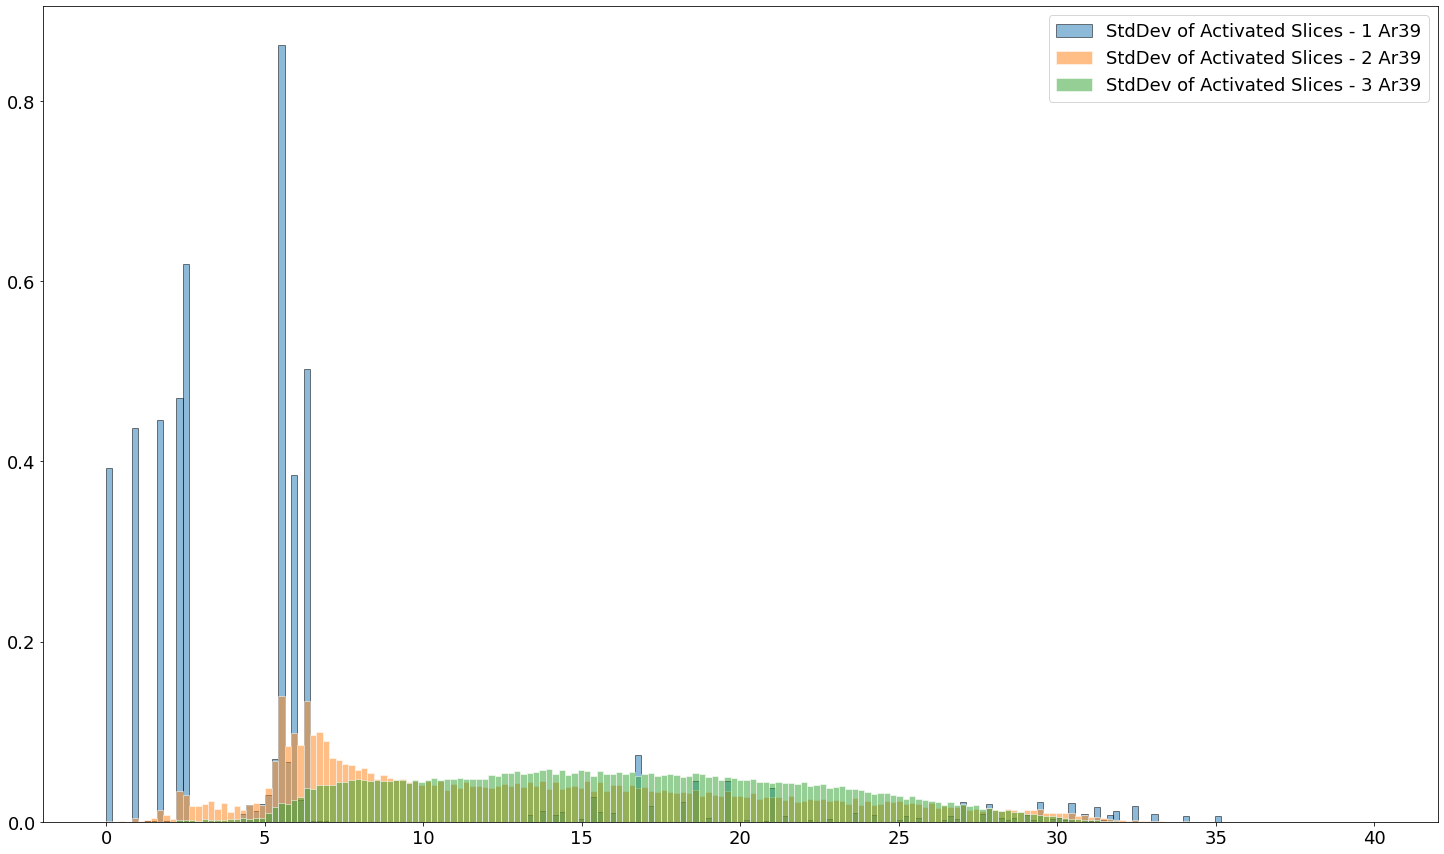 StdDev of Activated Slices - 1 Ar39
StdDev of Activated Slices - 2 Ar39
StdDev of Activated Slices - 3 Ar39
0.8
0.6
0.4
0.2
0.0
0 5 10 15 20 25 30 35 40